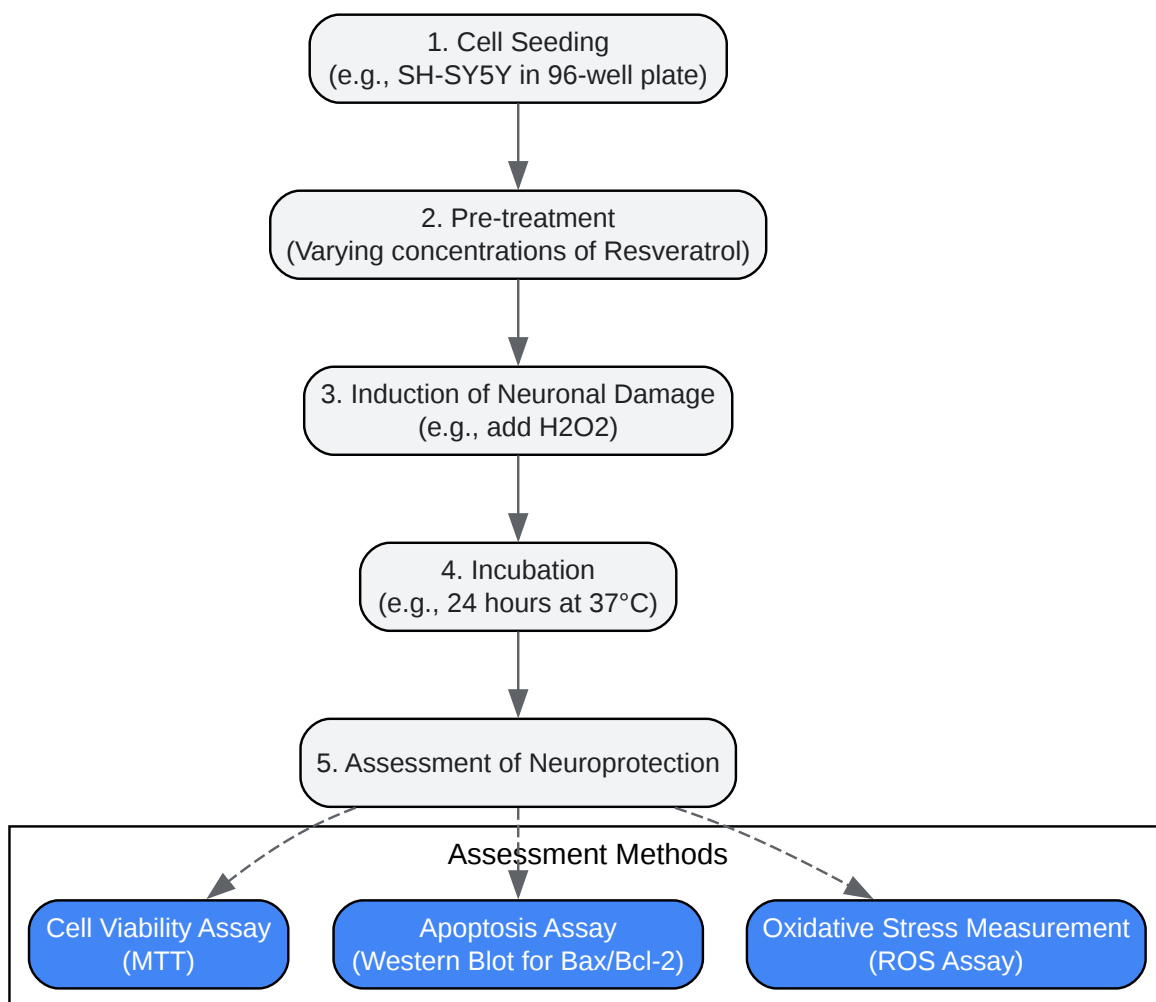 1. Cell Seeding
(e.g., SH-SY5Y in 96-well plate)
2. Pre-treatment
(Varying concentrations of Resveratrol)
3. Induction of Neuronal Damage
(e.g., add H2O2)
4. Incubation
(e.g., 24 hours at 37°C)
5. Assessment of Neuroprotection
Assessment Methods
Cell Viability Assay
(MTT)
Apoptosis Assay
(Western Blot for Bax/Bcl-2)
Oxidative Stress Measurement
(ROS Assay)